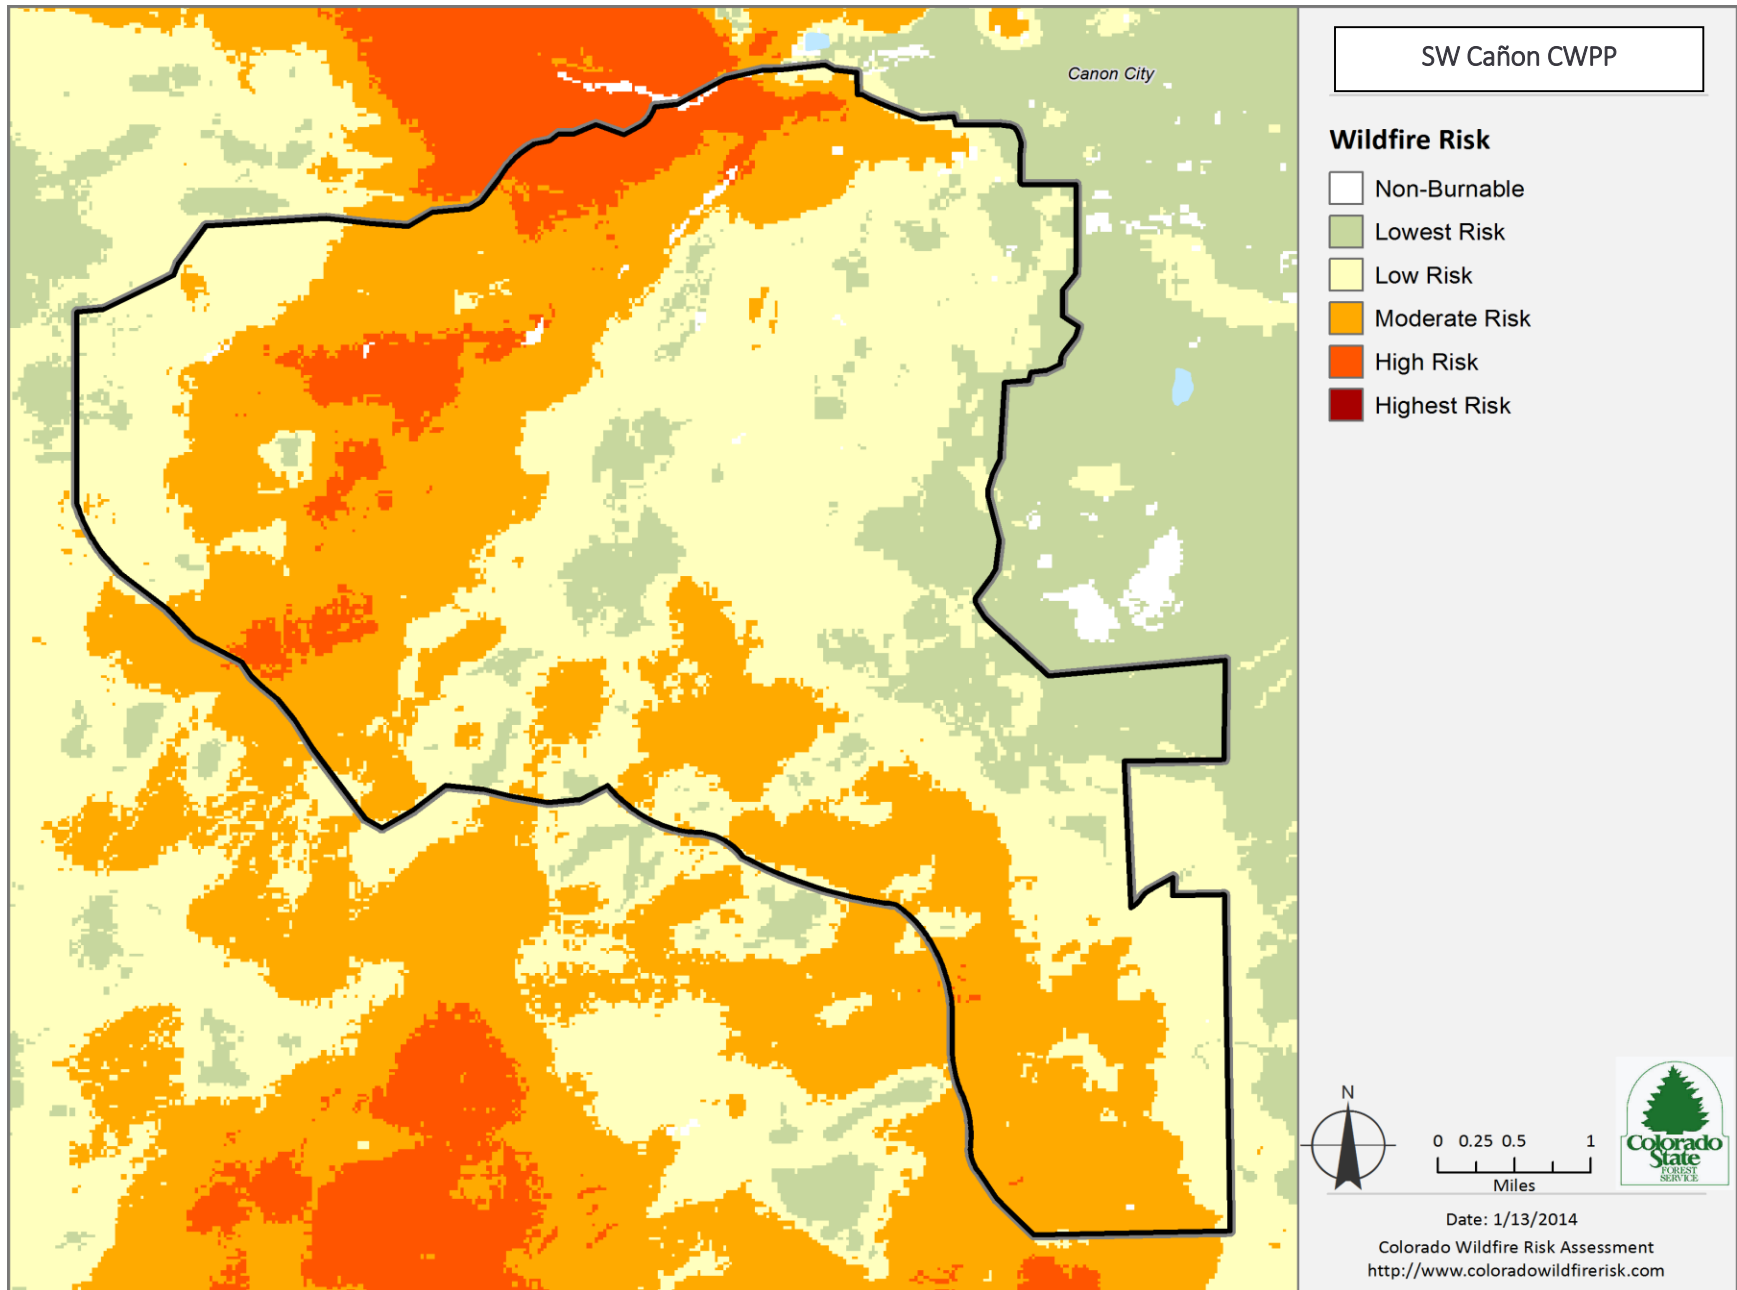 Canon City
SW Cañon CWPP
Wildfire Risk
Non-Burnable
Lowest Risk
Low Risk
Moderate Risk
High Risk
Highest Risk
N
0 0.25 0.5 1
Miles
Colorado
State
FOREST
SERVICE
Date: 1/13/2014
Colorado Wildfire Risk Assessment
http://www.coloradowildfirerisk.com